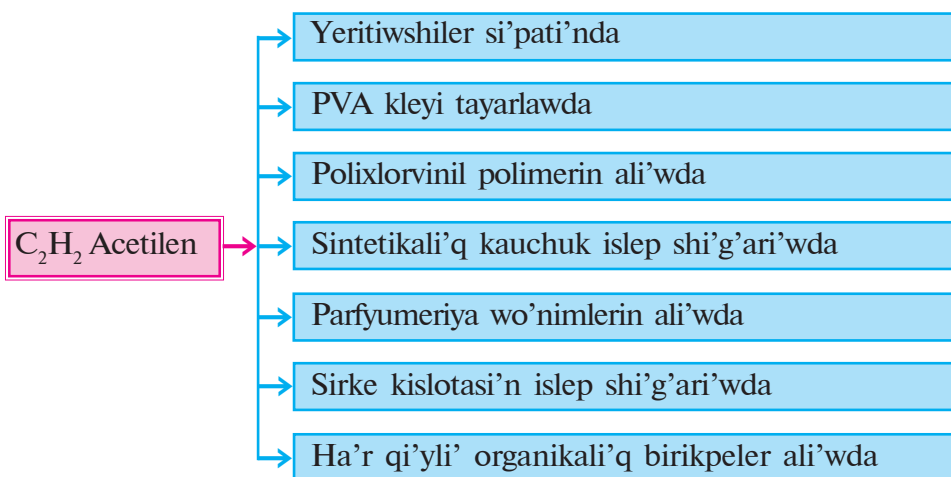 Yeritiwshiler si’pati’nda
PVA kleyi tayarlawda
Polixlorvinil polimerin ali’wda
C₂H₂ Acetilen
Sintetikali’q kauchuk islep shi’g’ari’wda
Parfyumeriya wo’nimlerin ali’wda
Sirke kislotasi’n islep shi’g’ari’wda
Ha’r qi’yli’ organikali’q birikpeler ali’wda